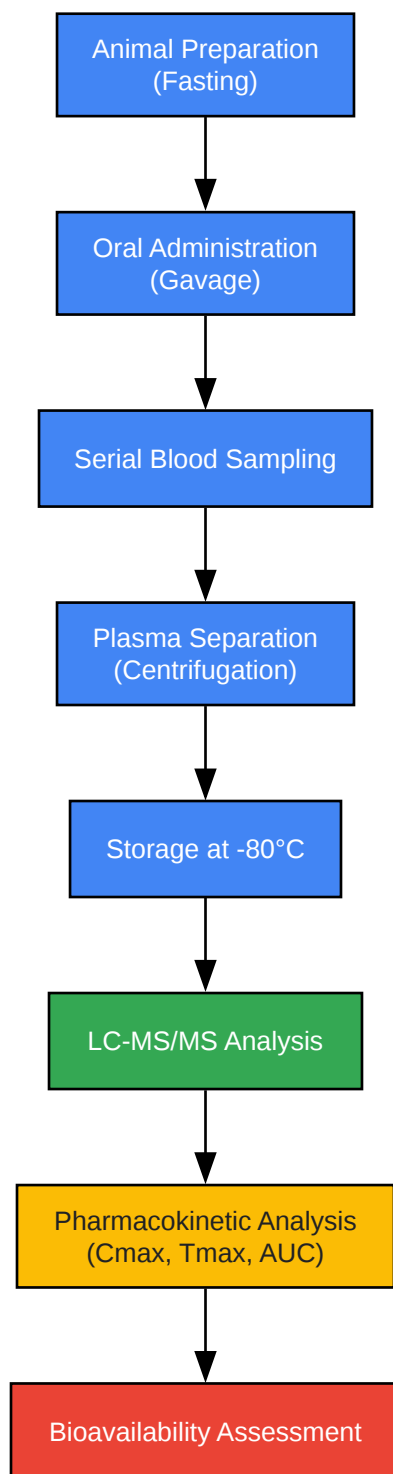 Animal Preparation
(Fasting)
Oral Administration
(Gavage)
Serial Blood Sampling
Plasma Separation
(Centrifugation)
Storage at -80°C
LC-MS/MS Analysis
Pharmacokinetic Analysis
(Cmax, Tmax, AUC)
Bioavailability Assessment